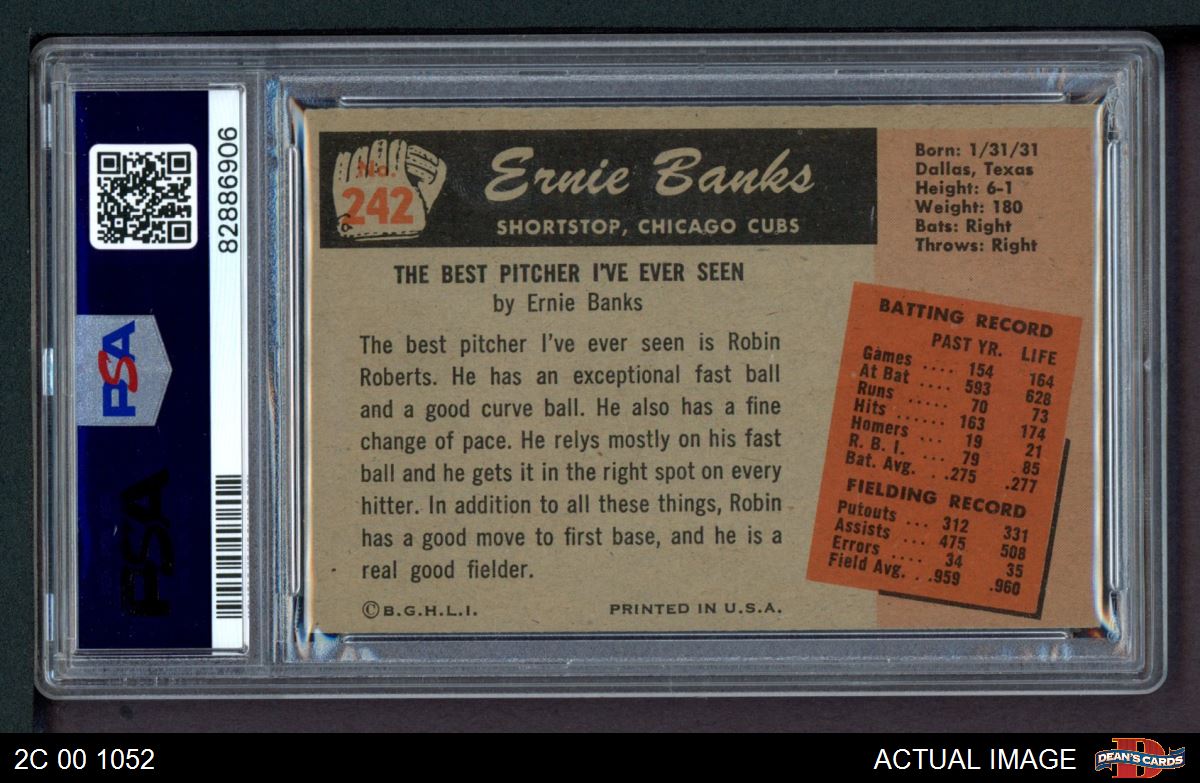 82886906
PSA
PSA
No.
242
Ernie Banks
SHORTSTOP, CHICAGO CUBS
Born: 1/31/31
Dallas, Texas
Height: 6-1
Weight: 180
Bats: Right
Throws: Right
THE BEST PITCHER I'VE EVER SEEN
by Ernie Banks
The best pitcher I've ever seen is Robin
Roberts. He has an exceptional fast ball
and a good curve ball. He also has a fine
change of pace. He relys mostly on his fast
ball and he gets it in the right spot on every
hitter. In addition to all these things, Robin
has a good move to first base, and he is a
real good fielder.
©B.G.H.L.I. PRINTED IN U.S.A.
BATTING RECORD
PAST YR. LIFE
Games .... 154 164
At Bat .... 593 628
Runs ..... 70 73
Hits ...... 163 174
Homers ... 19 21
R. B. I. ... 79 85
Bat. Avg. .275 .277
FIELDING RECORD
Putouts ... 312 331
Assists ... 475 508
Errors .... 34 35
Field Avg. .959 .960
2C 00 1052
ACTUAL IMAGE
D
DEAN'S CARDS